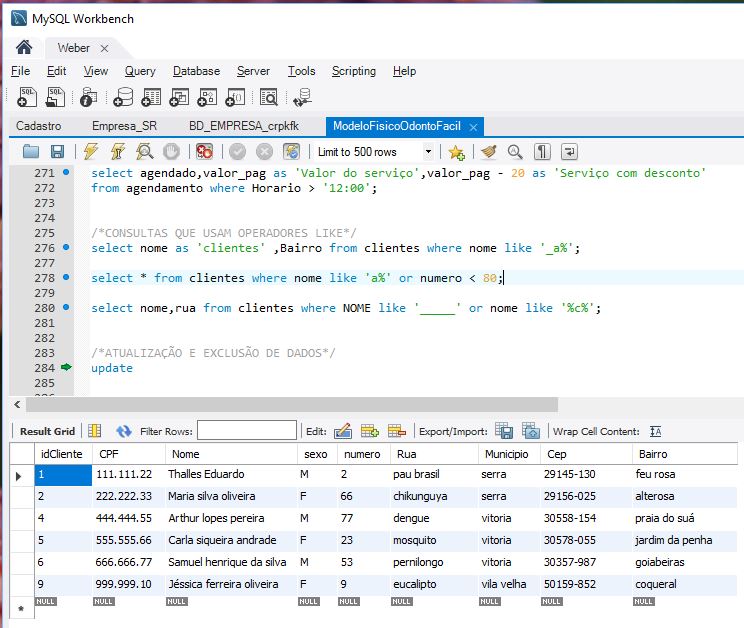 MySQL Workbench
Weber ×
File Edit View Query Database Server Tools Scripting Help
Cadastro Empresa_SR BD_EMPRESA_crpkfk ModeloFisicoOdontoFacil ×
Limit to 500 rows
271 select agendado,valor_pag as 'Valor do serviço',valor_pag - 20 as 'Serviço com desconto'
272 from agendamento where Horario > '12:00';
273
274
275 /*CONSULTAS QUE USAM OPERADORES LIKE*/
276 select nome as 'clientes' ,Bairro from clientes where nome like '_a%';
277
278 select * from clientes where nome like 'a%' or numero < 80;
279
280 select nome,rua from clientes where NOME like '_____' or nome like '%c%';
281
282
283 /*ATUALIZAÇÃO E EXCLUSÃO DE DADOS*/
284 update
285
Result Grid Filter Rows: Edit: Export/Import: Wrap Cell Content:
idCliente CPF Nome sexo numero Rua Municipio Cep Bairro
1 111.111.22 Thalles Eduardo M 2 pau brasil serra 29145-130 feu rosa
2 222.222.33 Maria silva oliveira F 66 chikunguya serra 29156-025 alterosa
4 444.444.55 Arthur lopes pereira M 77 dengue vitoria 30558-154 praia do suá
5 555.555.66 Carla siqueira andrade F 23 mosquito vitoria 30578-055 jardim da penha
6 666.666.77 Samuel henrique da silva M 53 pernilongo vitoria 30357-987 goiabeiras
9 999.999.10 Jéssica ferreira oliveira F 9 eucalipto vila velha 50159-852 coqueral
NULL NULL NULL NULL NULL NULL NULL NULL NULL